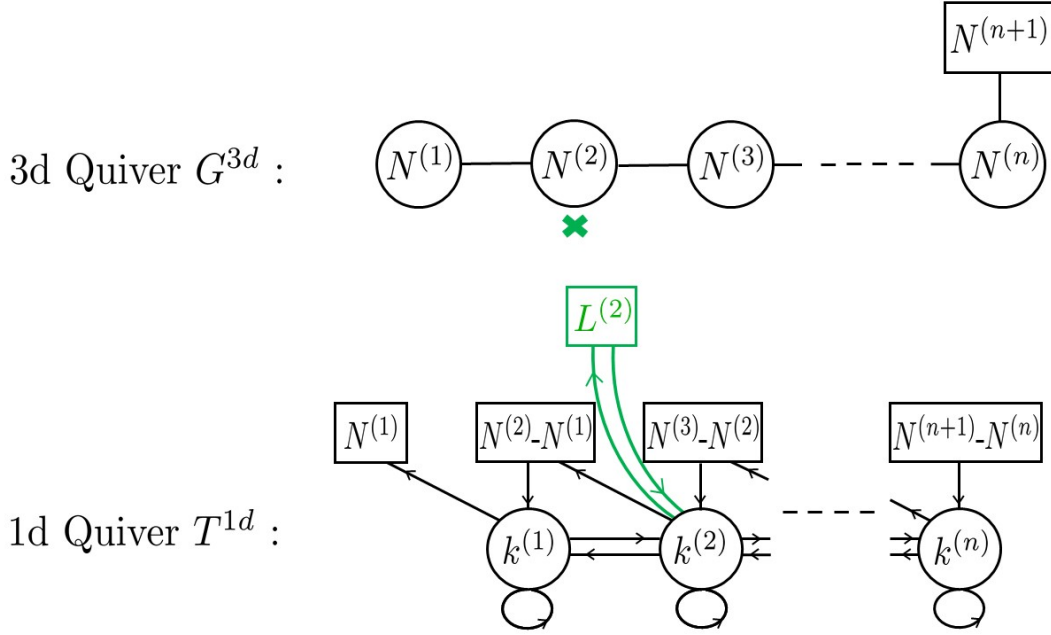 N^{(n+1)}
3d Quiver G^{3d} : N^{(1)} N^{(2)} N^{(3)} N^{(n)}
L^{(2)}
N^{(1)} N^{(2)}-N^{(1)} N^{(3)}-N^{(2)} N^{(n+1)}-N^{(n)}
1d Quiver T^{1d} : k^{(1)} k^{(2)} k^{(n)}